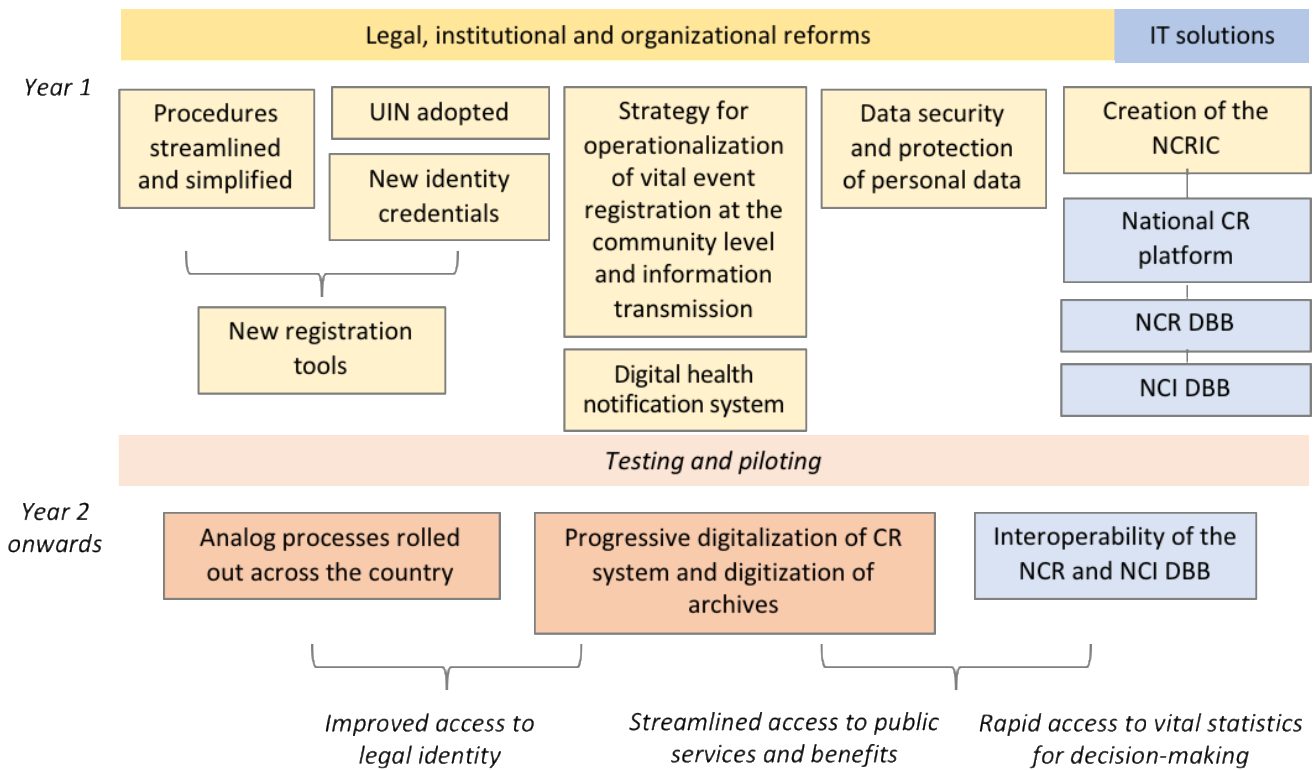 Legal, institutional and organizational reforms
IT solutions
Year 1
Procedures
streamlined
and simplified
UIN adopted
New identity
credentials
New registration
tools
Strategy for
operationalization
of vital event
registration at the
community level
and information
transmission
Digital health
notification system
Data security
and protection
of personal data
Creation of the
NCRIC
National CR
platform
NCR DBB
NCI DBB
Testing and piloting
Year 2
onwards
Analog processes rolled
out across the country
Progressive digitalization of CR
system and digitization of
archives
Interoperability of the
NCR and NCI DBB
Improved access to
legal identity
Streamlined access to public
services and benefits
Rapid access to vital statistics
for decision-making